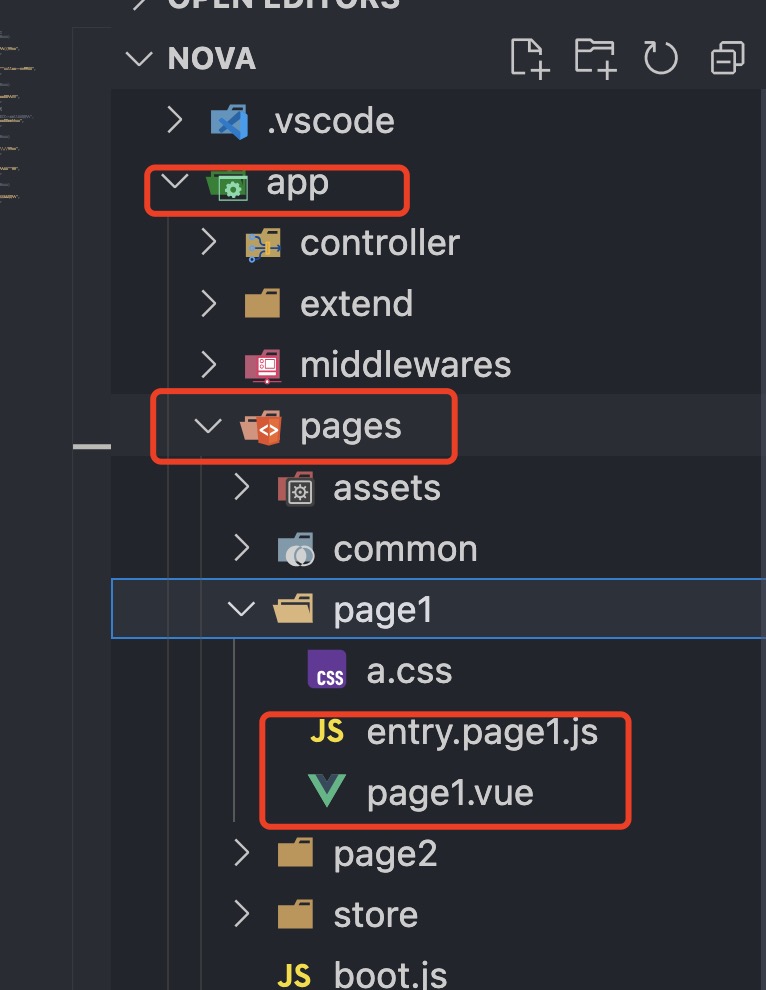 OPEN EDITORS
NOVA
.vscode
app
controller
extend
middlewares
pages
assets
common
page1
css a.css
JS entry.page1.js
page1.vue
page2
store
JS boot.js